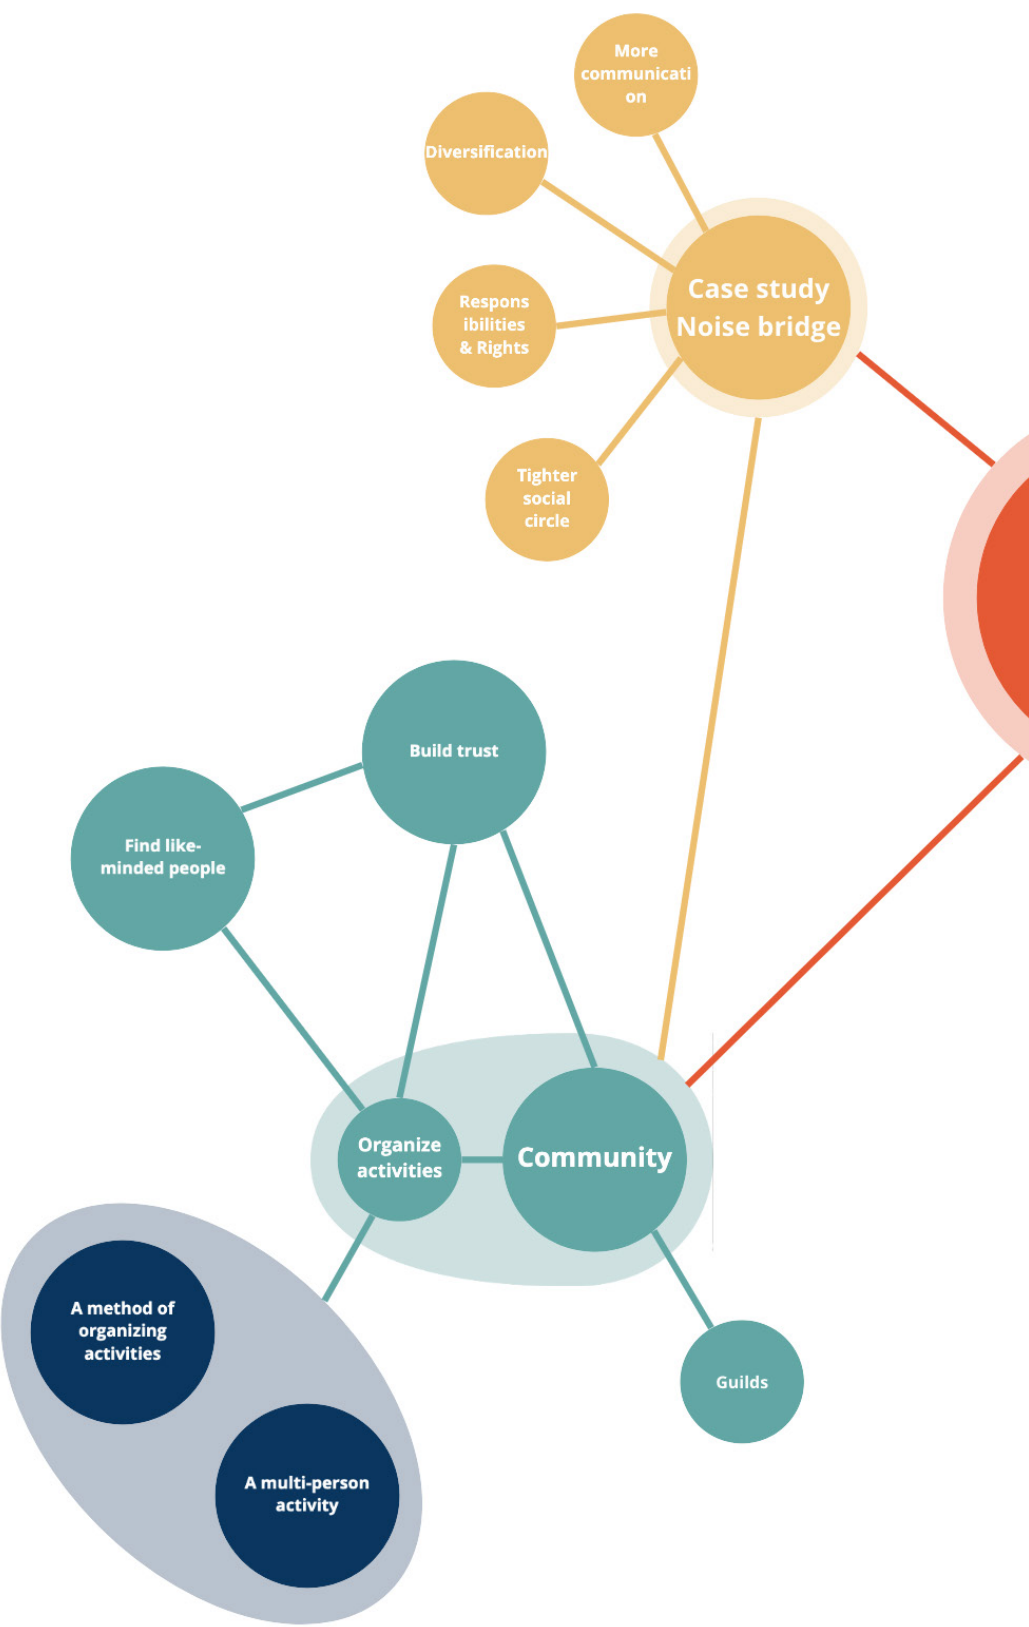 More
communicati
on
Diversification
Case study
Noise bridge
Respons
ibilities
& Rights
Tighter
social
circle
Build trust
Find like-
minded people
Organize
activities
Community
A method of
organizing
activities
Guilds
A multi-person
activity